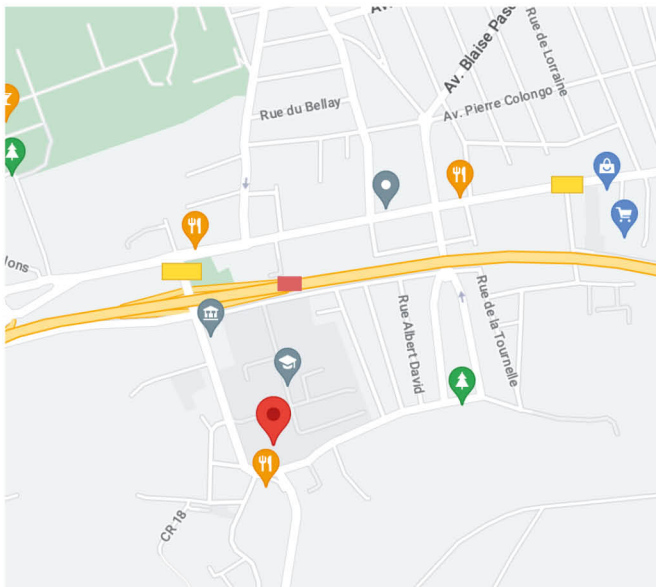 Av.
Av. Blaise Pasc
Rue de Lorraine
Rue du Bellay
Av. Pierre Colongo
lons
Rue Albert David
Rue de la Tournelle
CR 18